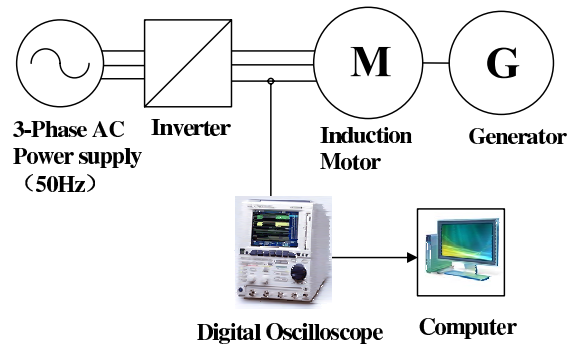 M
G
3-Phase AC
Power supply
（50Hz）
Inverter
Induction
Motor
Generator
Digital Oscilloscope
Computer